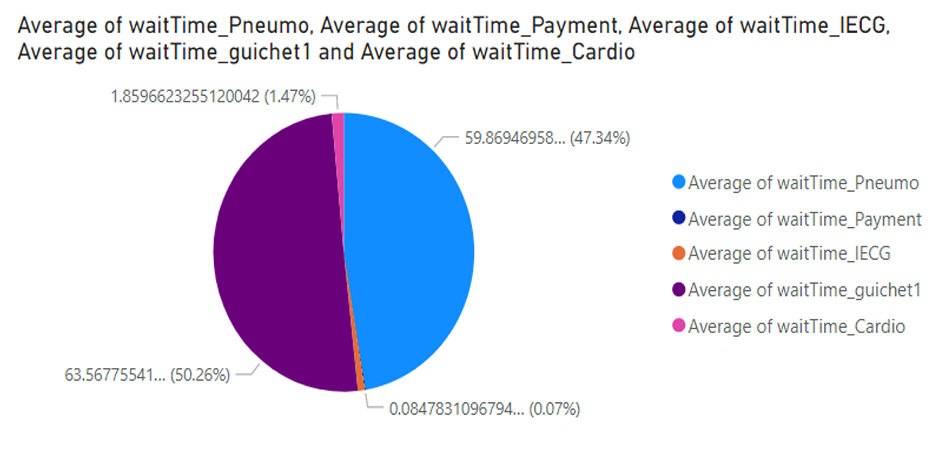 Average of waitTime_Pneumo, Average of waitTime_Payment, Average of waitTime_IECG,
Average of waitTime_guichet1 and Average of waitTime_Cardio
1.8596623255120042 (1.47%)
59.86946958... (47.34%)
Average of waitTime_Pneumo
Average of waitTime_Payment
Average of waitTime_IECG
Average of waitTime_guichet1
Average of waitTime_Cardio
63.56775541... (50.26%)
0.0847831096794... (0.07%)